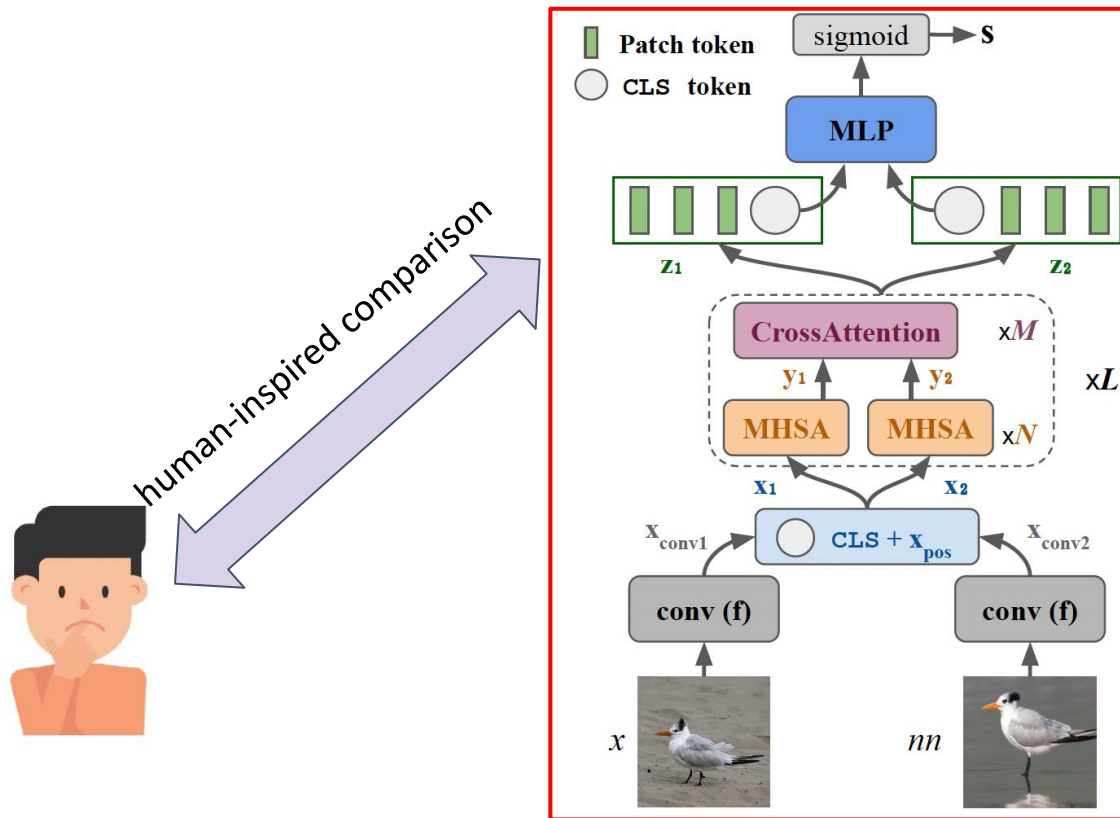 human-inspired comparison
sigmoid
s
Patch token
CLS token
MLP
z1
z2
CrossAttention
xM
y1
y2
xL
MHSA
MHSA
xN
x1
x2
xconv1
CLS + xpos
xconv2
conv (f)
conv (f)
x
nn